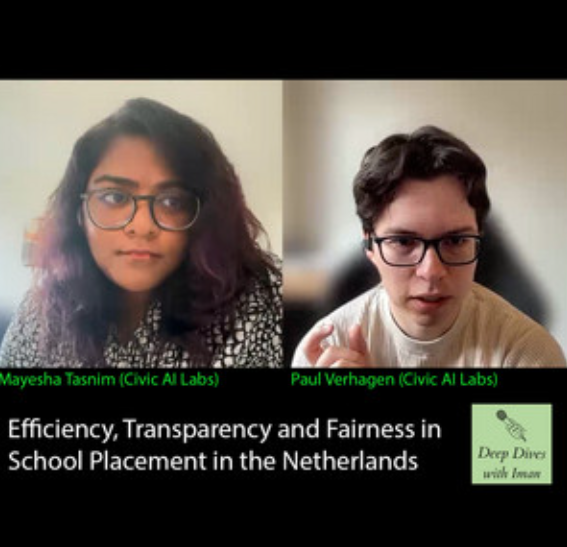 Mayesha Tasnim (Civic AI Labs)
Paul Verhagen (Civic AI Labs)
Efficiency, Transparency and Fairness in
School Placement in the Netherlands
Deep Dives
with Iman